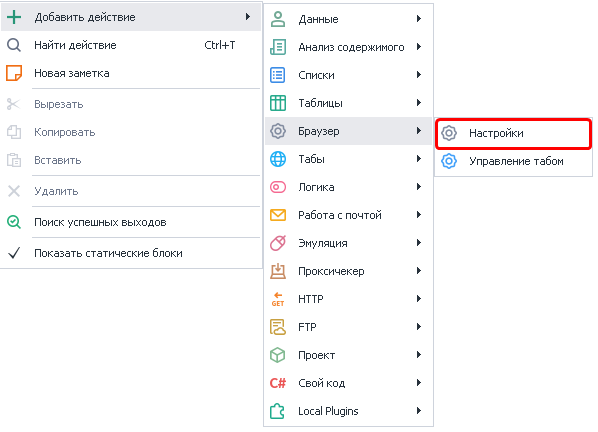 Добавить действие
Найти действие Ctrl+T
Новая заметка
Вырезать
Копировать
Вставить
Удалить
Поиск успешных выходов
Показать статические блоки
Данные
Анализ содержимого
Списки
Таблицы
Браузер
Табы
Логика
Работа с почтой
Эмуляция
Проксичекер
GET
HTTP
FTP
Проект
C# Свой код
Local Plugins
Настройки
Управление табом